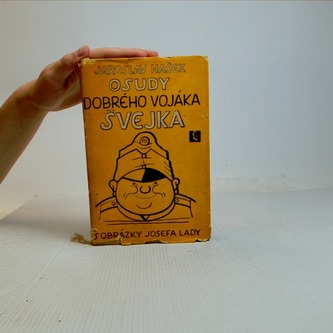 JAROSLAV HAŠEK
OSUDY
DOBRÉHO VOJÁKA
ŠVEJKA
S OBRÁZKY JOSEFA LADY